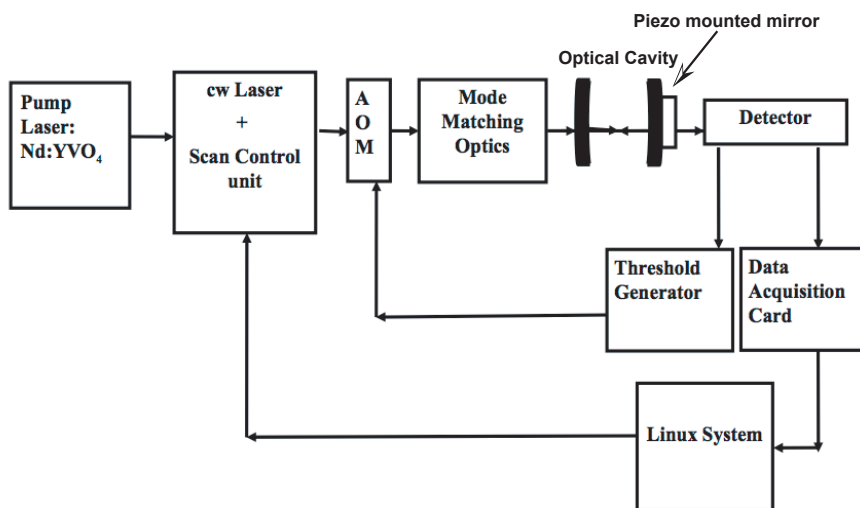 Piezo mounted mirror
Optical Cavity
Pump
Laser:
Nd:YVO4
cw Laser
+
Scan Control
unit
A
O
M
Mode
Matching
Optics
Detector
Threshold
Generator
Data
Acquisition
Card
Linux System